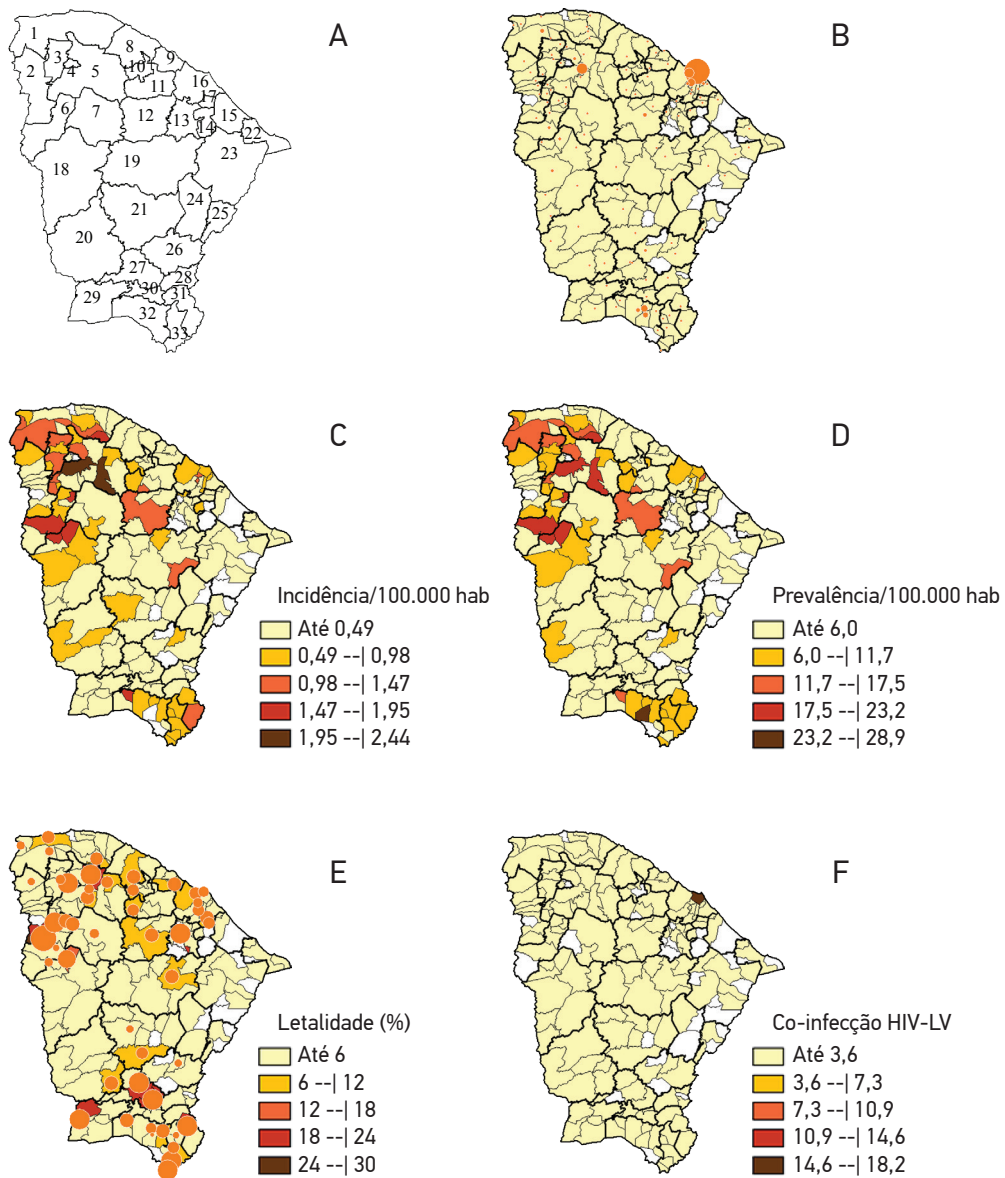 A
1
2
3
4
5
6
7
8
9
10
11
12
13
14
15
16
17
18
19
20
21
22
23
24
25
26
27
28
29
30
31
32
33
B
C
Incidência/100.000 hab
Até 0,49
0,49 --| 0,98
0,98 --| 1,47
1,47 --| 1,95
1,95 --| 2,44
D
Prevalência/100.000 hab
Até 6,0
6,0 --| 11,7
11,7 --| 17,5
17,5 --| 23,2
23,2 --| 28,9
E
Letalidade (%)
Até 6
6 --| 12
12 --| 18
18 --| 24
24 --| 30
F
Co-infecção HIV-LV
Até 3,6
3,6 --| 7,3
7,3 --| 10,9
10,9 --| 14,6
14,6 --| 18,2